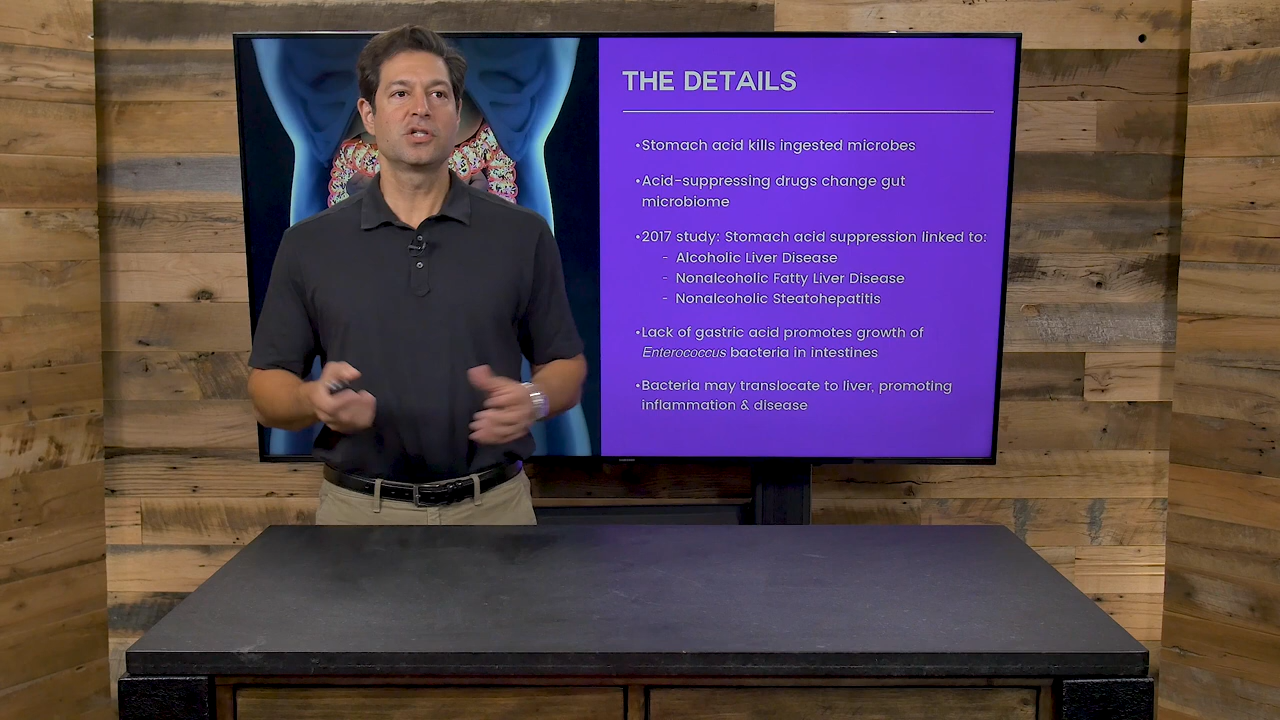 THE DETAILS
•Stomach acid kills ingested microbes
•Acid-suppressing drugs change gut
microbiome
•2017 study: Stomach acid suppression linked to:
- Alcoholic Liver Disease
- Nonalcoholic Fatty Liver Disease
- Nonalcoholic Steatohepatitis
•Lack of gastric acid promotes growth of
Enterococcus bacteria in intestines
•Bacteria may translocate to liver, promoting
inflammation & disease